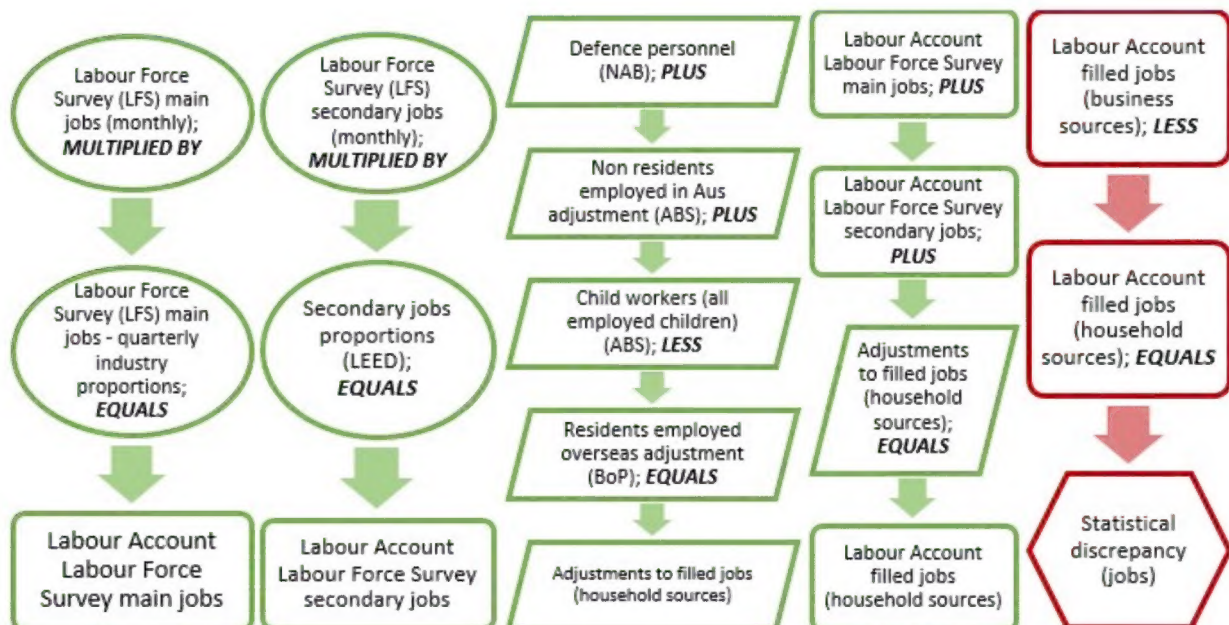 Labour Force
Survey (LFS) main
jobs (monthly);
MULTIPLIED BY
Labour Force
Survey (LFS) main
jobs - quarterly
industry
proportions;
EQUALS
Labour Account
Labour Force
Survey main jobs
Labour Force
Survey (LFS)
secondary jobs
(monthly);
MULTIPLIED BY
Secondary jobs
proportions
(LEED);
EQUALS
Labour Account
Labour Force Survey
secondary jobs
Defence personnel
(NAB); PLUS
Non residents
employed in Aus
adjustment (ABS); PLUS
Child workers (all
employed children)
(ABS); LESS
Residents employed
overseas adjustment
(BoP); EQUALS
Adjustments to filled jobs
(household sources)
Labour Account
Labour Force Survey
main jobs; PLUS
Labour Account
Labour Force Survey
secondary jobs;
PLUS
Adjustments
to filled jobs
(household
sources);
EQUALS
Labour Account
filled jobs
(household sources)
Labour Account
filled jobs
(business
sources); LESS
Labour Account
filled jobs
(household
sources); EQUALS
Statistical
discrepancy
(jobs)